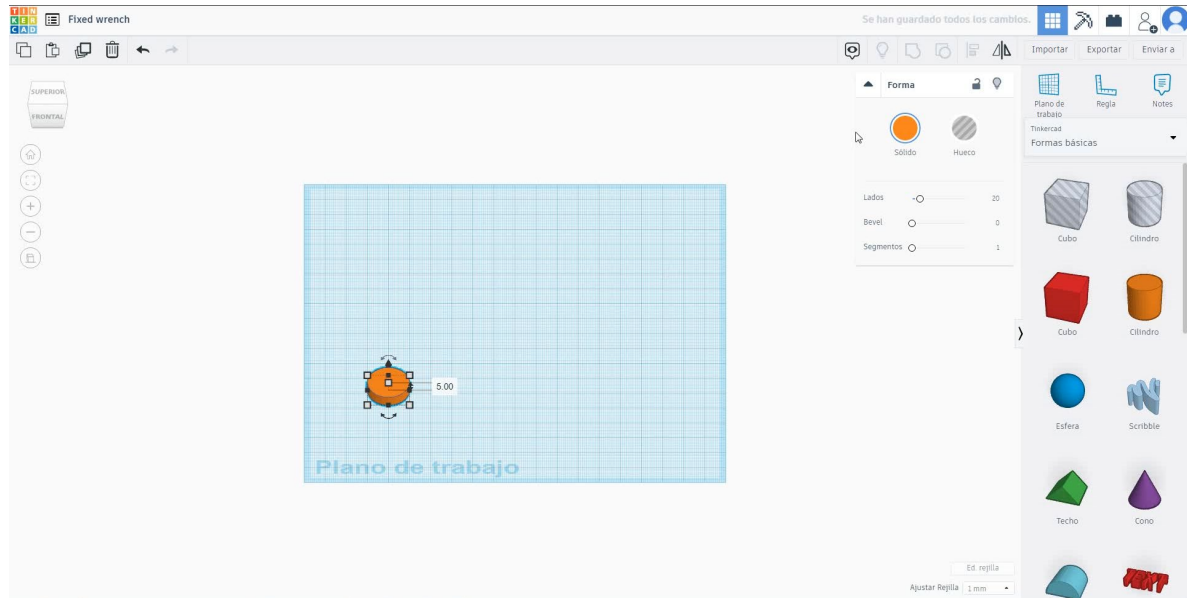 TIN
KER
CAD
Fixed wrench
Se han guardado todos los cambios.
Importar
Exportar
Enviar a
SUPERIOR
FRONTAL
Forma
Sólido
Hueco
Lados
20
Bevel
0
Segmentos
1
Plano de trabajo
Regla
Notes
Tinkercad
Formas básicas
Cubo
Cilindro
Cubo
Cilindro
Esfera
Scribble
Techo
Cono
TEXT
5.00
Plano de trabajo
Ed. rejilla
Ajustar Rejilla
1 mm